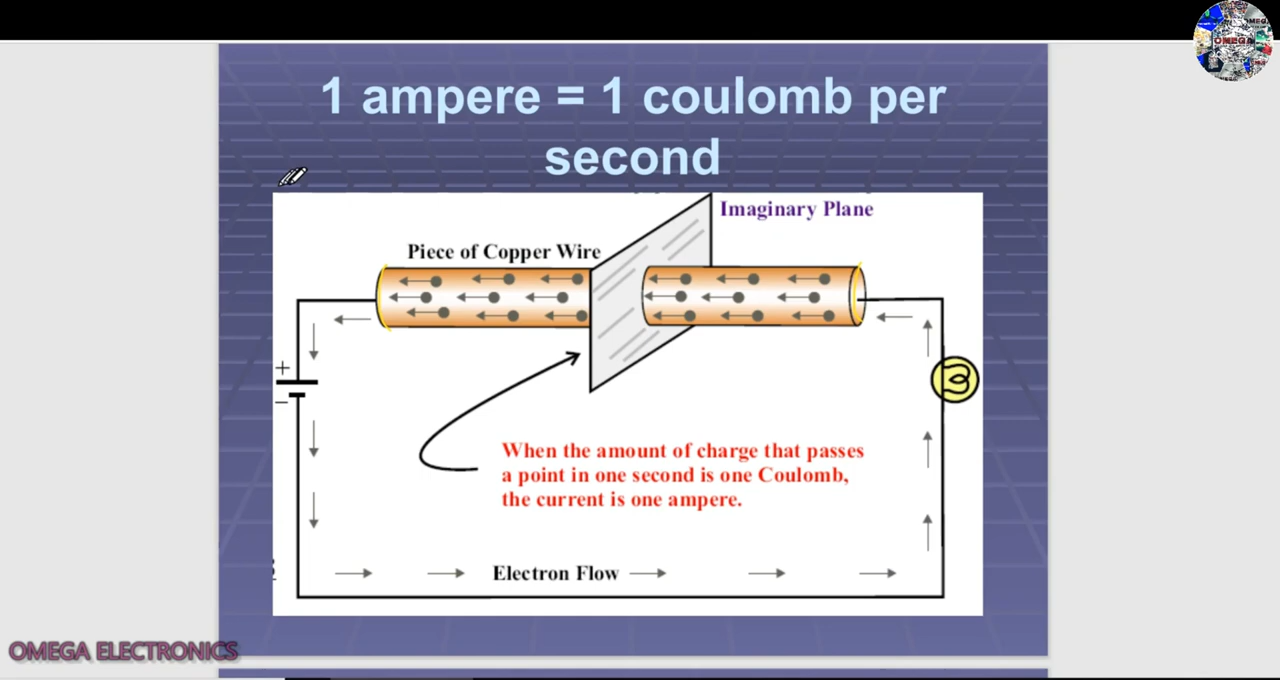 OMEGA
1 ampere = 1 coulomb per
second
Imaginary Plane
Piece of Copper Wire
+
−
When the amount of charge that passes
a point in one second is one Coulomb,
the current is one ampere.
Electron Flow
OMEGA ELECTRONICS